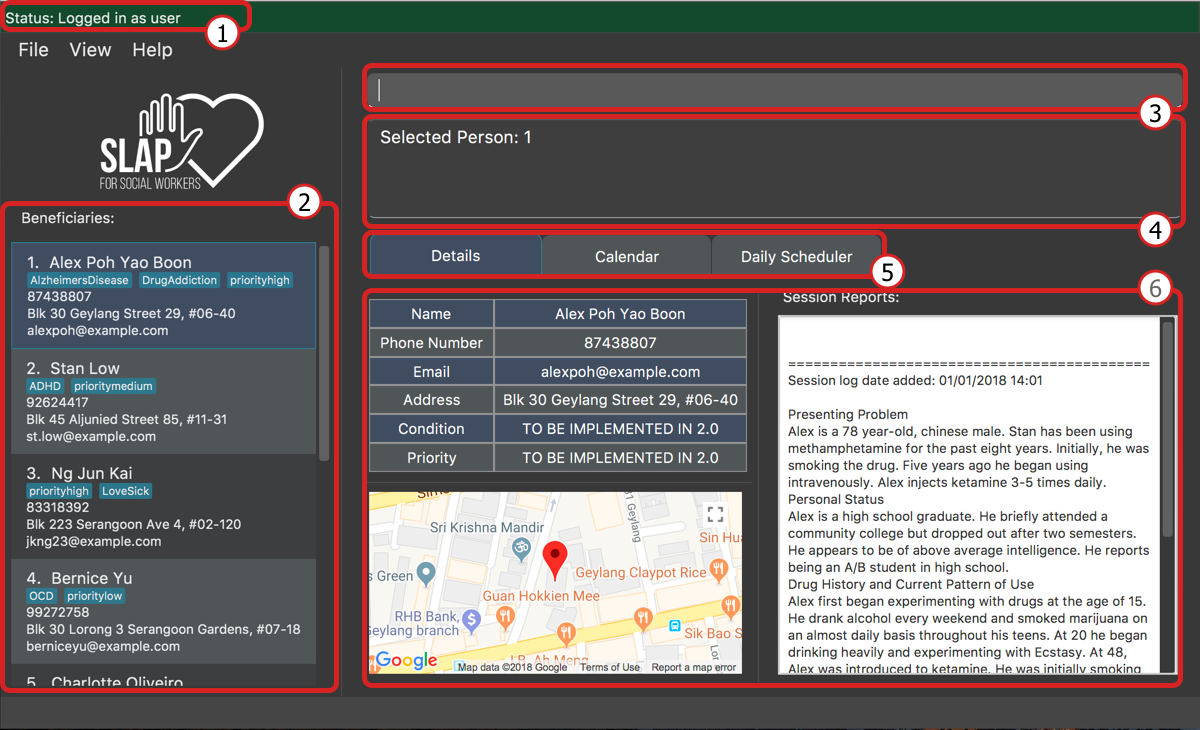 Status: Logged in as user
1
File View Help
SLAP
FOR SOCIAL WORKERS
3
Selected Person: 1
4
2
Beneficiaries:
1. Alex Poh Yao Boon
AlzheimersDisease DrugAddiction priorityhigh
87438807
Blk 30 Geylang Street 29, #06-40
alexpoh@example.com
2. Stan Low
ADHD prioritymedium
92624417
Blk 45 Aljunied Street 85, #11-31
st.low@example.com
3. Ng Jun Kai
priorityhigh LoveSick
83318392
Blk 223 Serangoon Ave 4, #02-120
jkng23@example.com
4. Bernice Yu
OCD prioritylow
99272758
Blk 30 Lorong 3 Serangoon Gardens, #07-18
berniceyu@example.com
5. Charlotte Oliveiro
Details Calendar Daily Scheduler
5
6
Name Alex Poh Yao Boon
Phone Number 87438807
Email alexpoh@example.com
Address Blk 30 Geylang Street 29, #06-40
Condition TO BE IMPLEMENTED IN 2.0
Priority TO BE IMPLEMENTED IN 2.0
Sims
Geylang
Sri Krishna Mandir
Sin Hua
s Green
Geylang Claypot Rice
Guan Hokkien Mee
RHB Bank,
Geylang branch
Sik Bao S
J.B. Ah Meng
Lor
Google
Map data ©2018 Google Terms of Use Report a map error
Session Reports:
=============================================
Session log date added: 01/01/2018 14:01
Presenting Problem
Alex is a 78 year-old, chinese male. Stan has been using
methamphetamine for the past eight years. Initially, he was
smoking the drug. Five years ago he began using
intravenously. Alex injects ketamine 3-5 times daily.
Personal Status
Alex is a high school graduate. He briefly attended a
community college but dropped out after two semesters.
He appears to be of above average intelligence. He reports
being an A/B student in high school.
Drug History and Current Pattern of Use
Alex first began experimenting with drugs at the age of 15.
He drank alcohol every weekend and smoked marijuana on
an almost daily basis throughout his teens. At 20 he began
drinking heavily and experimenting with Ecstasy. At 48,
Alex was introduced to ketamine. He was initially smoking